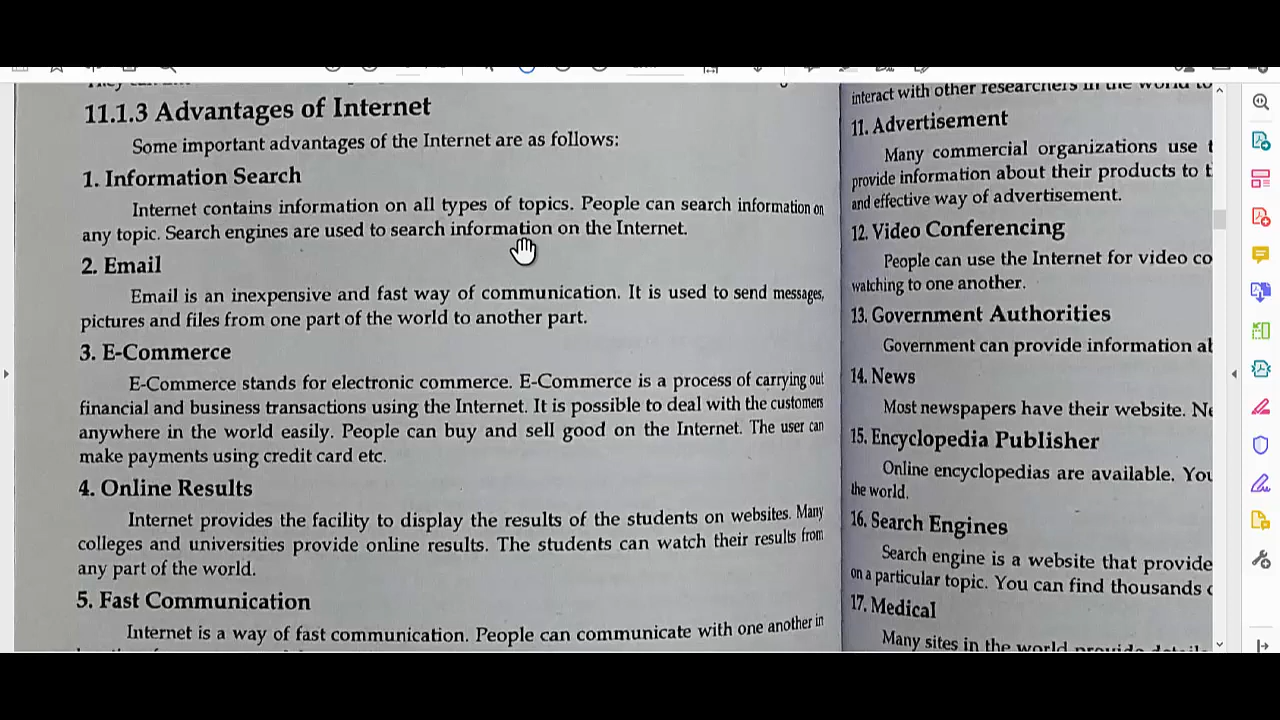 11.1.3 Advantages of Internet
Some important advantages of the Internet are as follows:
1. Information Search
Internet contains information on all types of topics. People can search information on
any topic. Search engines are used to search information on the Internet.
2. Email
Email is an inexpensive and fast way of communication. It is used to send messages,
pictures and files from one part of the world to another part.
3. E-Commerce
E-Commerce stands for electronic commerce. E-Commerce is a process of carrying out
financial and business transactions using the Internet. It is possible to deal with the customers
anywhere in the world easily. People can buy and sell good on the Internet. The user can
make payments using credit card etc.
4. Online Results
Internet provides the facility to display the results of the students on websites. Many
colleges and universities provide online results. The students can watch their results from
any part of the world.
5. Fast Communication
Internet is a way of fast communication. People can communicate with one another in
interact with other researchers in the world to
11. Advertisement
Many commercial organizations use
provide information about their products to
and effective way of advertisement.
12. Video Conferencing
People can use the Internet for video co
watching to one another.
13. Government Authorities
Government can provide information
14. News
Most newspapers have their website.
15. Encyclopedia Publisher
Online encyclopedias are available.
the world.
16. Search Engines
Search engine is a website that provide
on a particular topic. You can find thousands
17. Medical
Many sites in the world provide